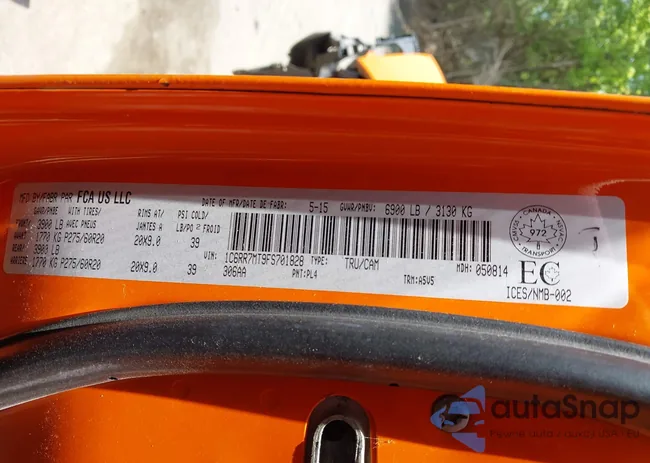 MFD BY/FABR PAR FCA US LLC
DATE OF MFR/DATE DE FABR: 5-15 GVWR/PNBV: 6900 LB / 3130 KG
GAWR/PNBE WITH TIRES/ RIMS AT/ PSI COLD/
FRONT/ 3900 LB AVEC PNEUS JANTES A LB/PO² FROID
AVANT 1770 KG P275/60R20 20X9.0 39
REAR/ 3900 LB
ARRIERE 1770 KG P275/60R20 20X9.0 39
VIN: 1C6RR7MT9FS701828 TYPE: TRU/CAM MDH: 050814
306AA PNT: PL4 TRM: A5V5
CANADA
972
8
TRANSPORT
EC
ICES/NMB-002
autoSnap